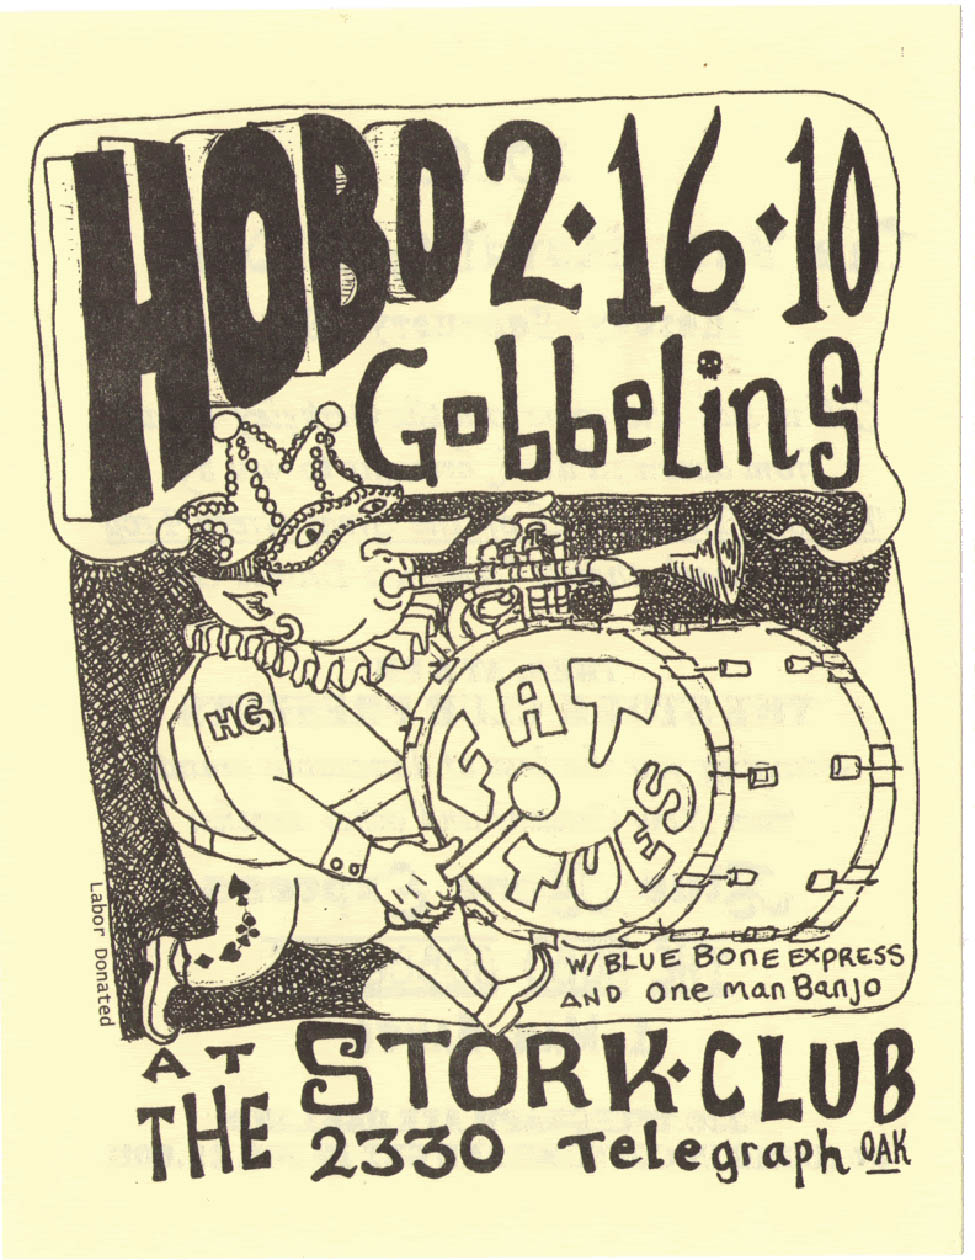 HOBO 2·16·10
GobbelinS
HG
FAT
TUES
W/ BLUE BONE EXPRESS
AND One man Banjo
Labor Donated
AT
THE STORK·CLUB
2330 Telegraph OAK